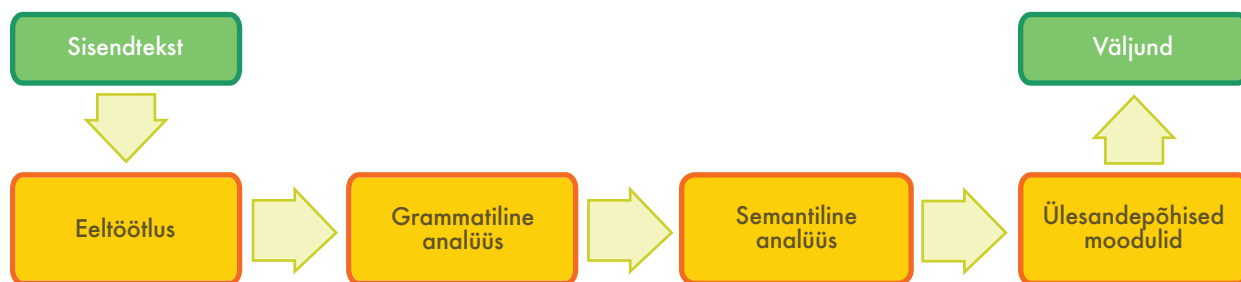 Sisendtekst
Väljund
Eeltöötlus
Grammatiline
analüüs
Semantiline
analüüs
Ülesandepõhised
moodulid